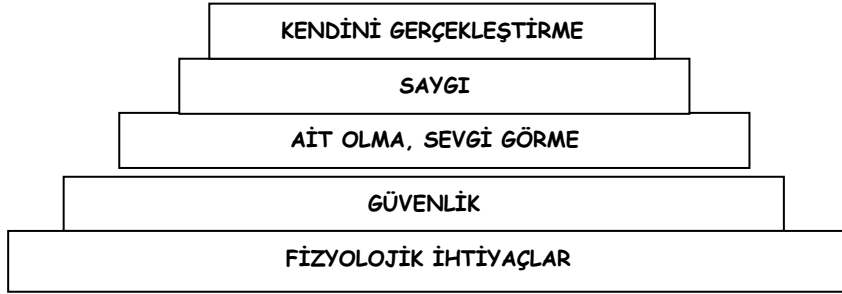 KENDİNİ GERÇEKLEŞTİRME
SAYGI
AİT OLMA, SEVGİ GÖRME
GÜVENLİK
FİZYOLOJİK İHTİYAÇLAR